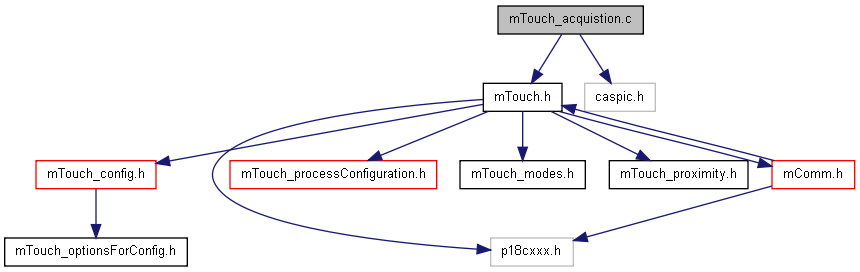 mTouch_acquistion.c
mTouch.h
caspic.h
mTouch_config.h
mTouch_processConfiguration.h
mTouch_modes.h
mTouch_proximity.h
mComm.h
mTouch_optionsForConfig.h
p18cxxx.h